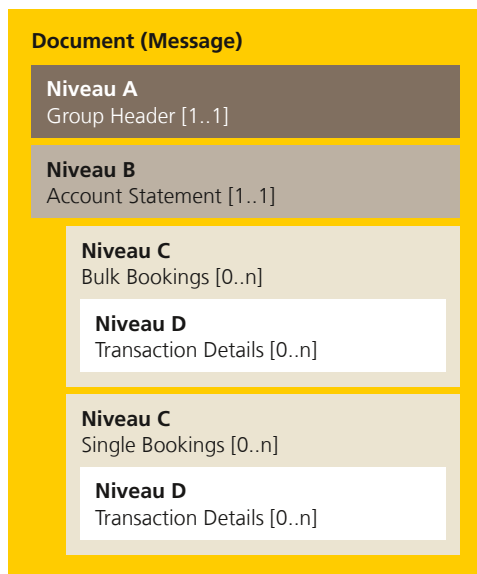 Document (Message)
Niveau A
Group Header [1..1]
Niveau B
Account Statement [1..1]
Niveau C
Bulk Bookings [0..n]
Niveau D
Transaction Details [0..n]
Niveau C
Single Bookings [0..n]
Niveau D
Transaction Details [0..n]